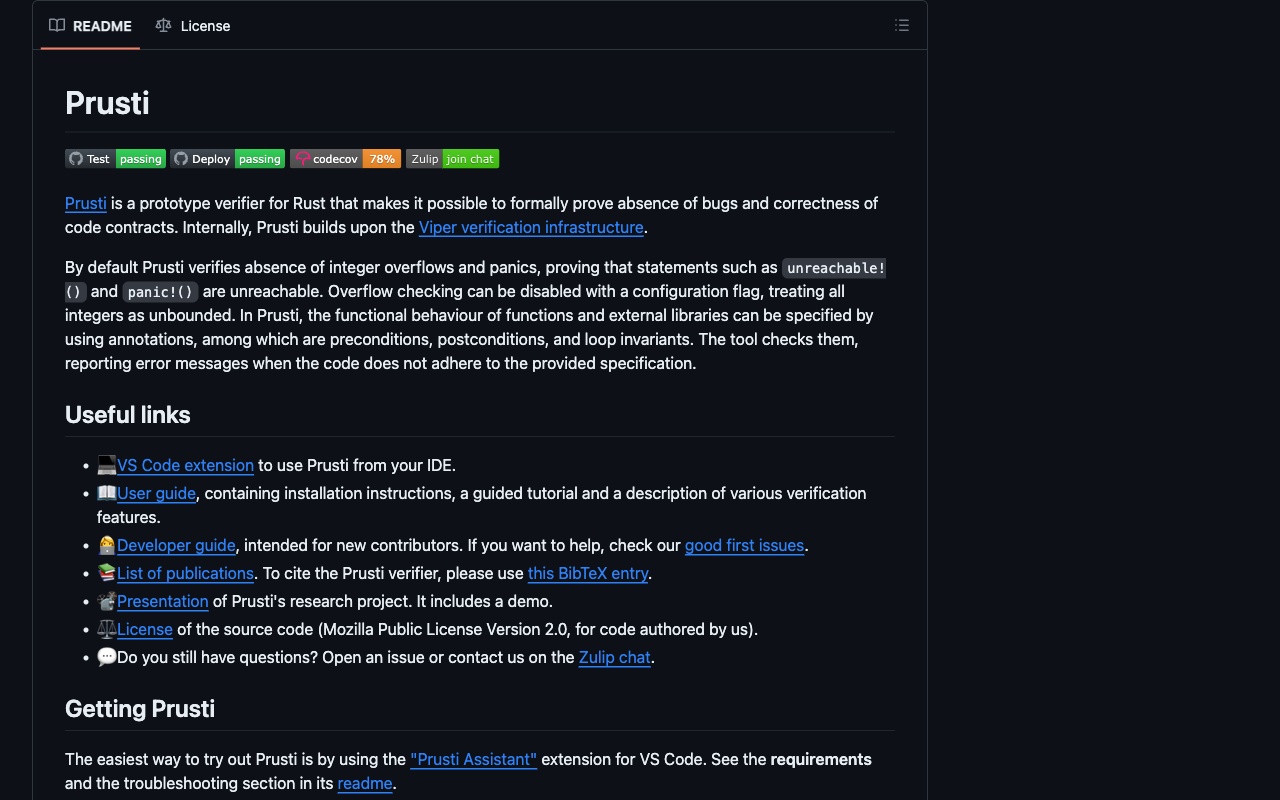 README License
Prusti
Test passing Deploy passing codecov 78% Zulip join chat
Prusti is a prototype verifier for Rust that makes it possible to formally prove absence of bugs and correctness of
code contracts. Internally, Prusti builds upon the Viper verification infrastructure.
By default Prusti verifies absence of integer overflows and panics, proving that statements such as unreachable!
() and panic!() are unreachable. Overflow checking can be disabled with a configuration flag, treating all
integers as unbounded. In Prusti, the functional behaviour of functions and external libraries can be specified by
using annotations, among which are preconditions, postconditions, and loop invariants. The tool checks them,
reporting error messages when the code does not adhere to the provided specification.
Useful links
• 💻VS Code extension to use Prusti from your IDE.
• 📖User guide, containing installation instructions, a guided tutorial and a description of various verification
features.
• 🧑‍💻Developer guide, intended for new contributors. If you want to help, check our good first issues.
• 📚List of publications. To cite the Prusti verifier, please use this BibTeX entry.
• 📽️Presentation of Prusti's research project. It includes a demo.
• ⚖️License of the source code (Mozilla Public License Version 2.0, for code authored by us).
• 💬Do you still have questions? Open an issue or contact us on the Zulip chat.
Getting Prusti
The easiest way to try out Prusti is by using the "Prusti Assistant" extension for VS Code. See the requirements
and the troubleshooting section in its readme.